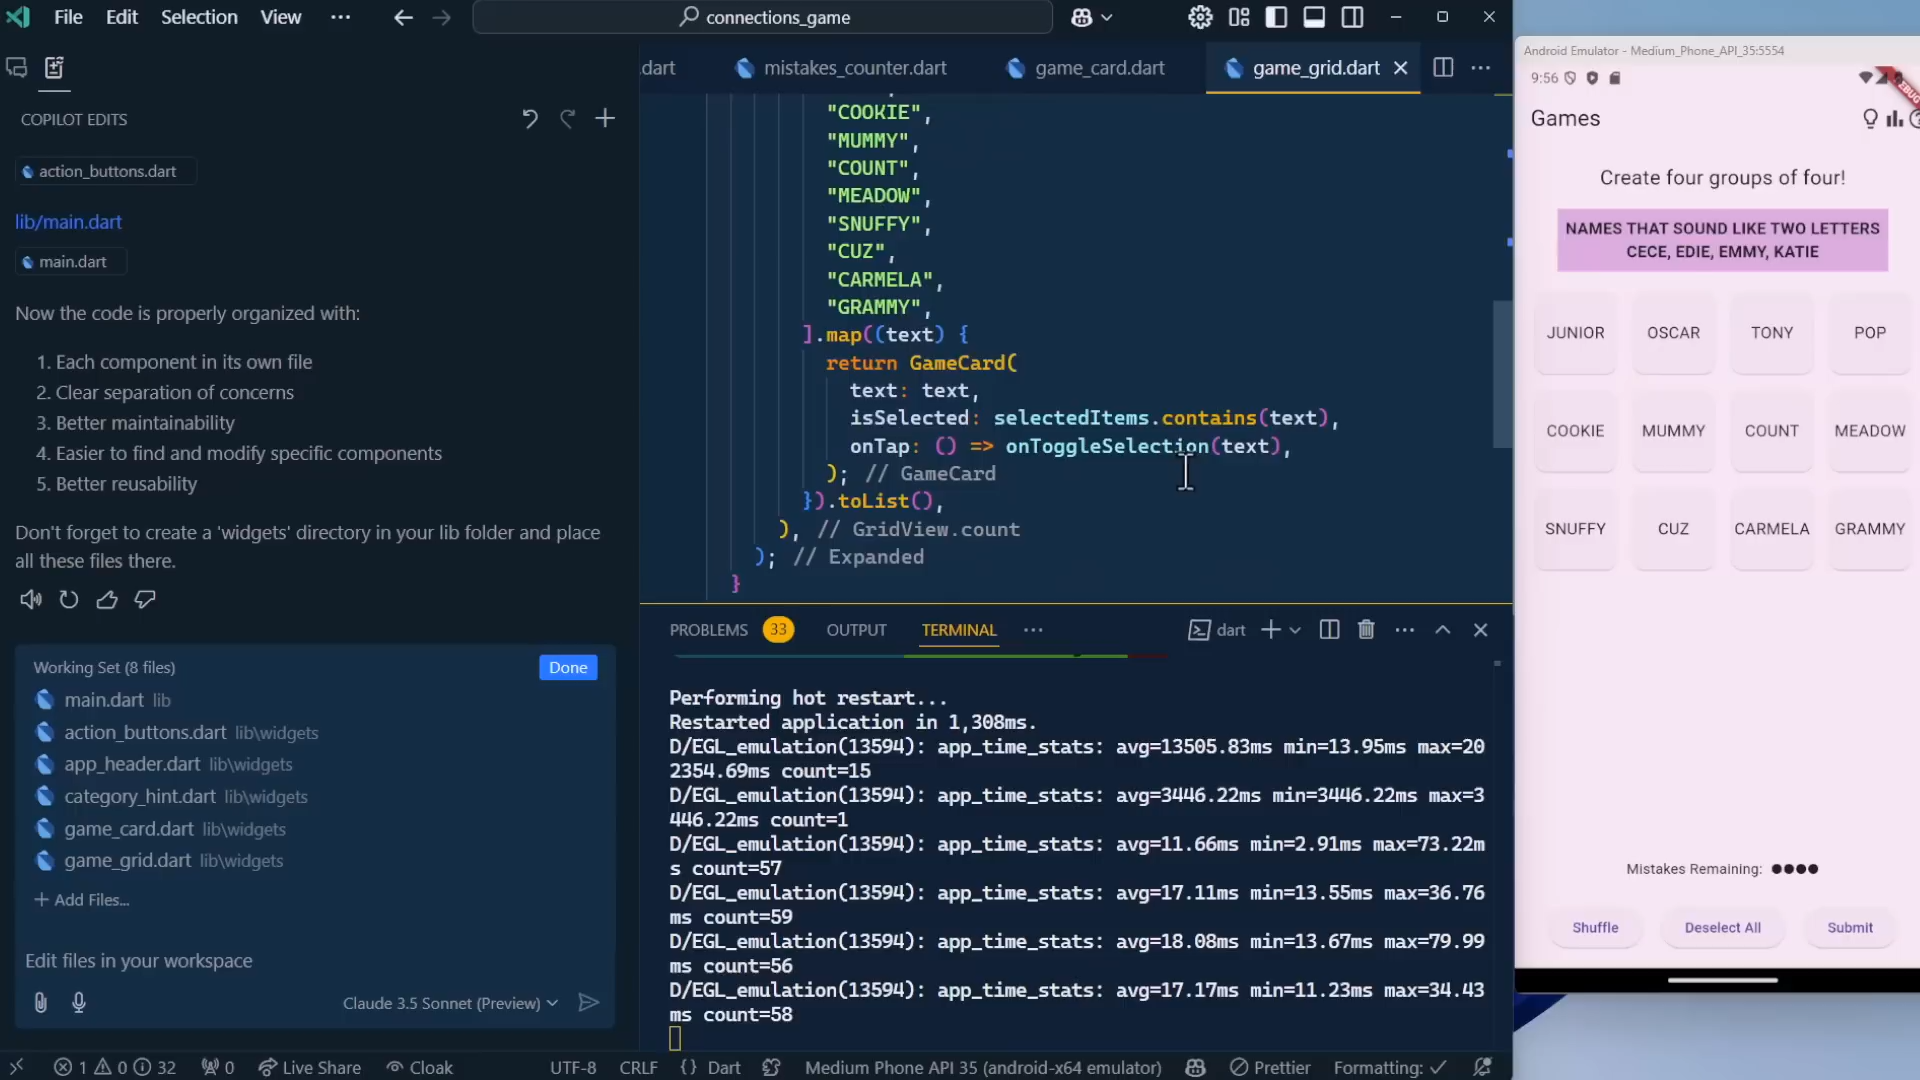 File Edit Selection View ··· connections_game
COPILOT EDITS
action_buttons.dart
lib/main.dart
main.dart
Now the code is properly organized with:
1. Each component in its own file
2. Clear separation of concerns
3. Better maintainability
4. Easier to find and modify specific components
5. Better reusability
Don't forget to create a 'widgets' directory in your lib folder and place
all these files there.
Working Set (8 files) Done
main.dart lib
action_buttons.dart lib\widgets
app_header.dart lib\widgets
category_hint.dart lib\widgets
game_card.dart lib\widgets
game_grid.dart lib\widgets
+ Add Files...
Edit files in your workspace
Claude 3.5 Sonnet (Preview)
.dart mistakes_counter.dart game_card.dart game_grid.dart
"COOKIE",
"MUMMY",
"COUNT",
"MEADOW",
"SNUFFY",
"CUZ",
"CARMELA",
"GRAMMY",
].map((text) {
return GameCard(
text: text,
isSelected: selectedItems.contains(text),
onTap: () => onToggleSelection(text),
); // GameCard
}).toList(),
), // GridView.count
); // Expanded
}
PROBLEMS 33 OUTPUT TERMINAL ··· dart
Performing hot restart...
Restarted application in 1,308ms.
D/EGL_emulation(13594): app_time_stats: avg=13505.83ms min=13.95ms max=20
2354.69ms count=15
D/EGL_emulation(13594): app_time_stats: avg=3446.22ms min=3446.22ms max=3
446.22ms count=1
D/EGL_emulation(13594): app_time_stats: avg=11.66ms min=2.91ms max=73.22m
s count=57
D/EGL_emulation(13594): app_time_stats: avg=17.11ms min=13.55ms max=36.76
ms count=59
D/EGL_emulation(13594): app_time_stats: avg=18.08ms min=13.67ms max=79.99
ms count=56
D/EGL_emulation(13594): app_time_stats: avg=17.17ms min=11.23ms max=34.43
ms count=58
1 0 32 0 Live Share Cloak UTF-8 CRLF {} Dart Medium Phone API 35 (android-x64 emulator) Prettier Formatting: ✓
Android Emulator - Medium_Phone_API_35:5554
9:56
Games
Create four groups of four!
NAMES THAT SOUND LIKE TWO LETTERS
CECE, EDIE, EMMY, KATIE
JUNIOR OSCAR TONY POP
COOKIE MUMMY COUNT MEADOW
SNUFFY CUZ CARMELA GRAMMY
Mistakes Remaining: ●●●●
Shuffle Deselect All Submit